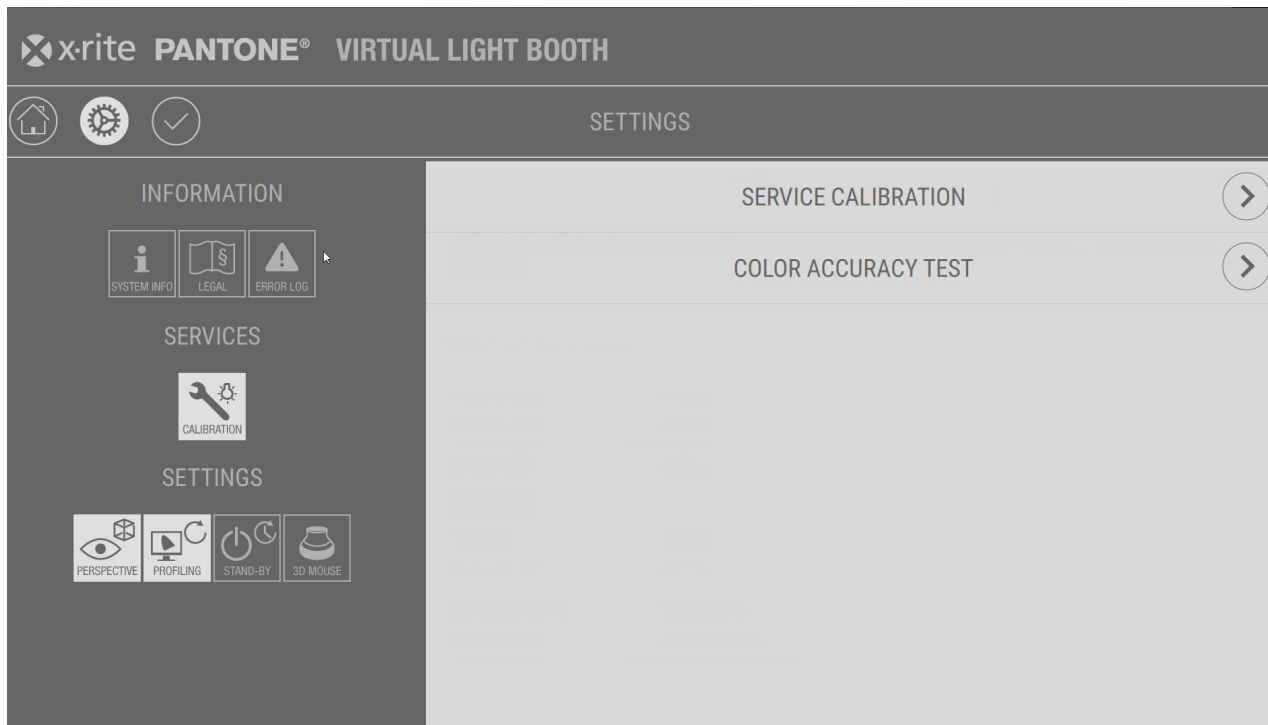 x·rite PANTONE® VIRTUAL LIGHT BOOTH
SETTINGS
INFORMATION
SYSTEM INFO
§
LEGAL
ERROR LOG
SERVICES
CALIBRATION
SETTINGS
PERSPECTIVE
PROFILING
STAND-BY
3D MOUSE
SERVICE CALIBRATION
COLOR ACCURACY TEST